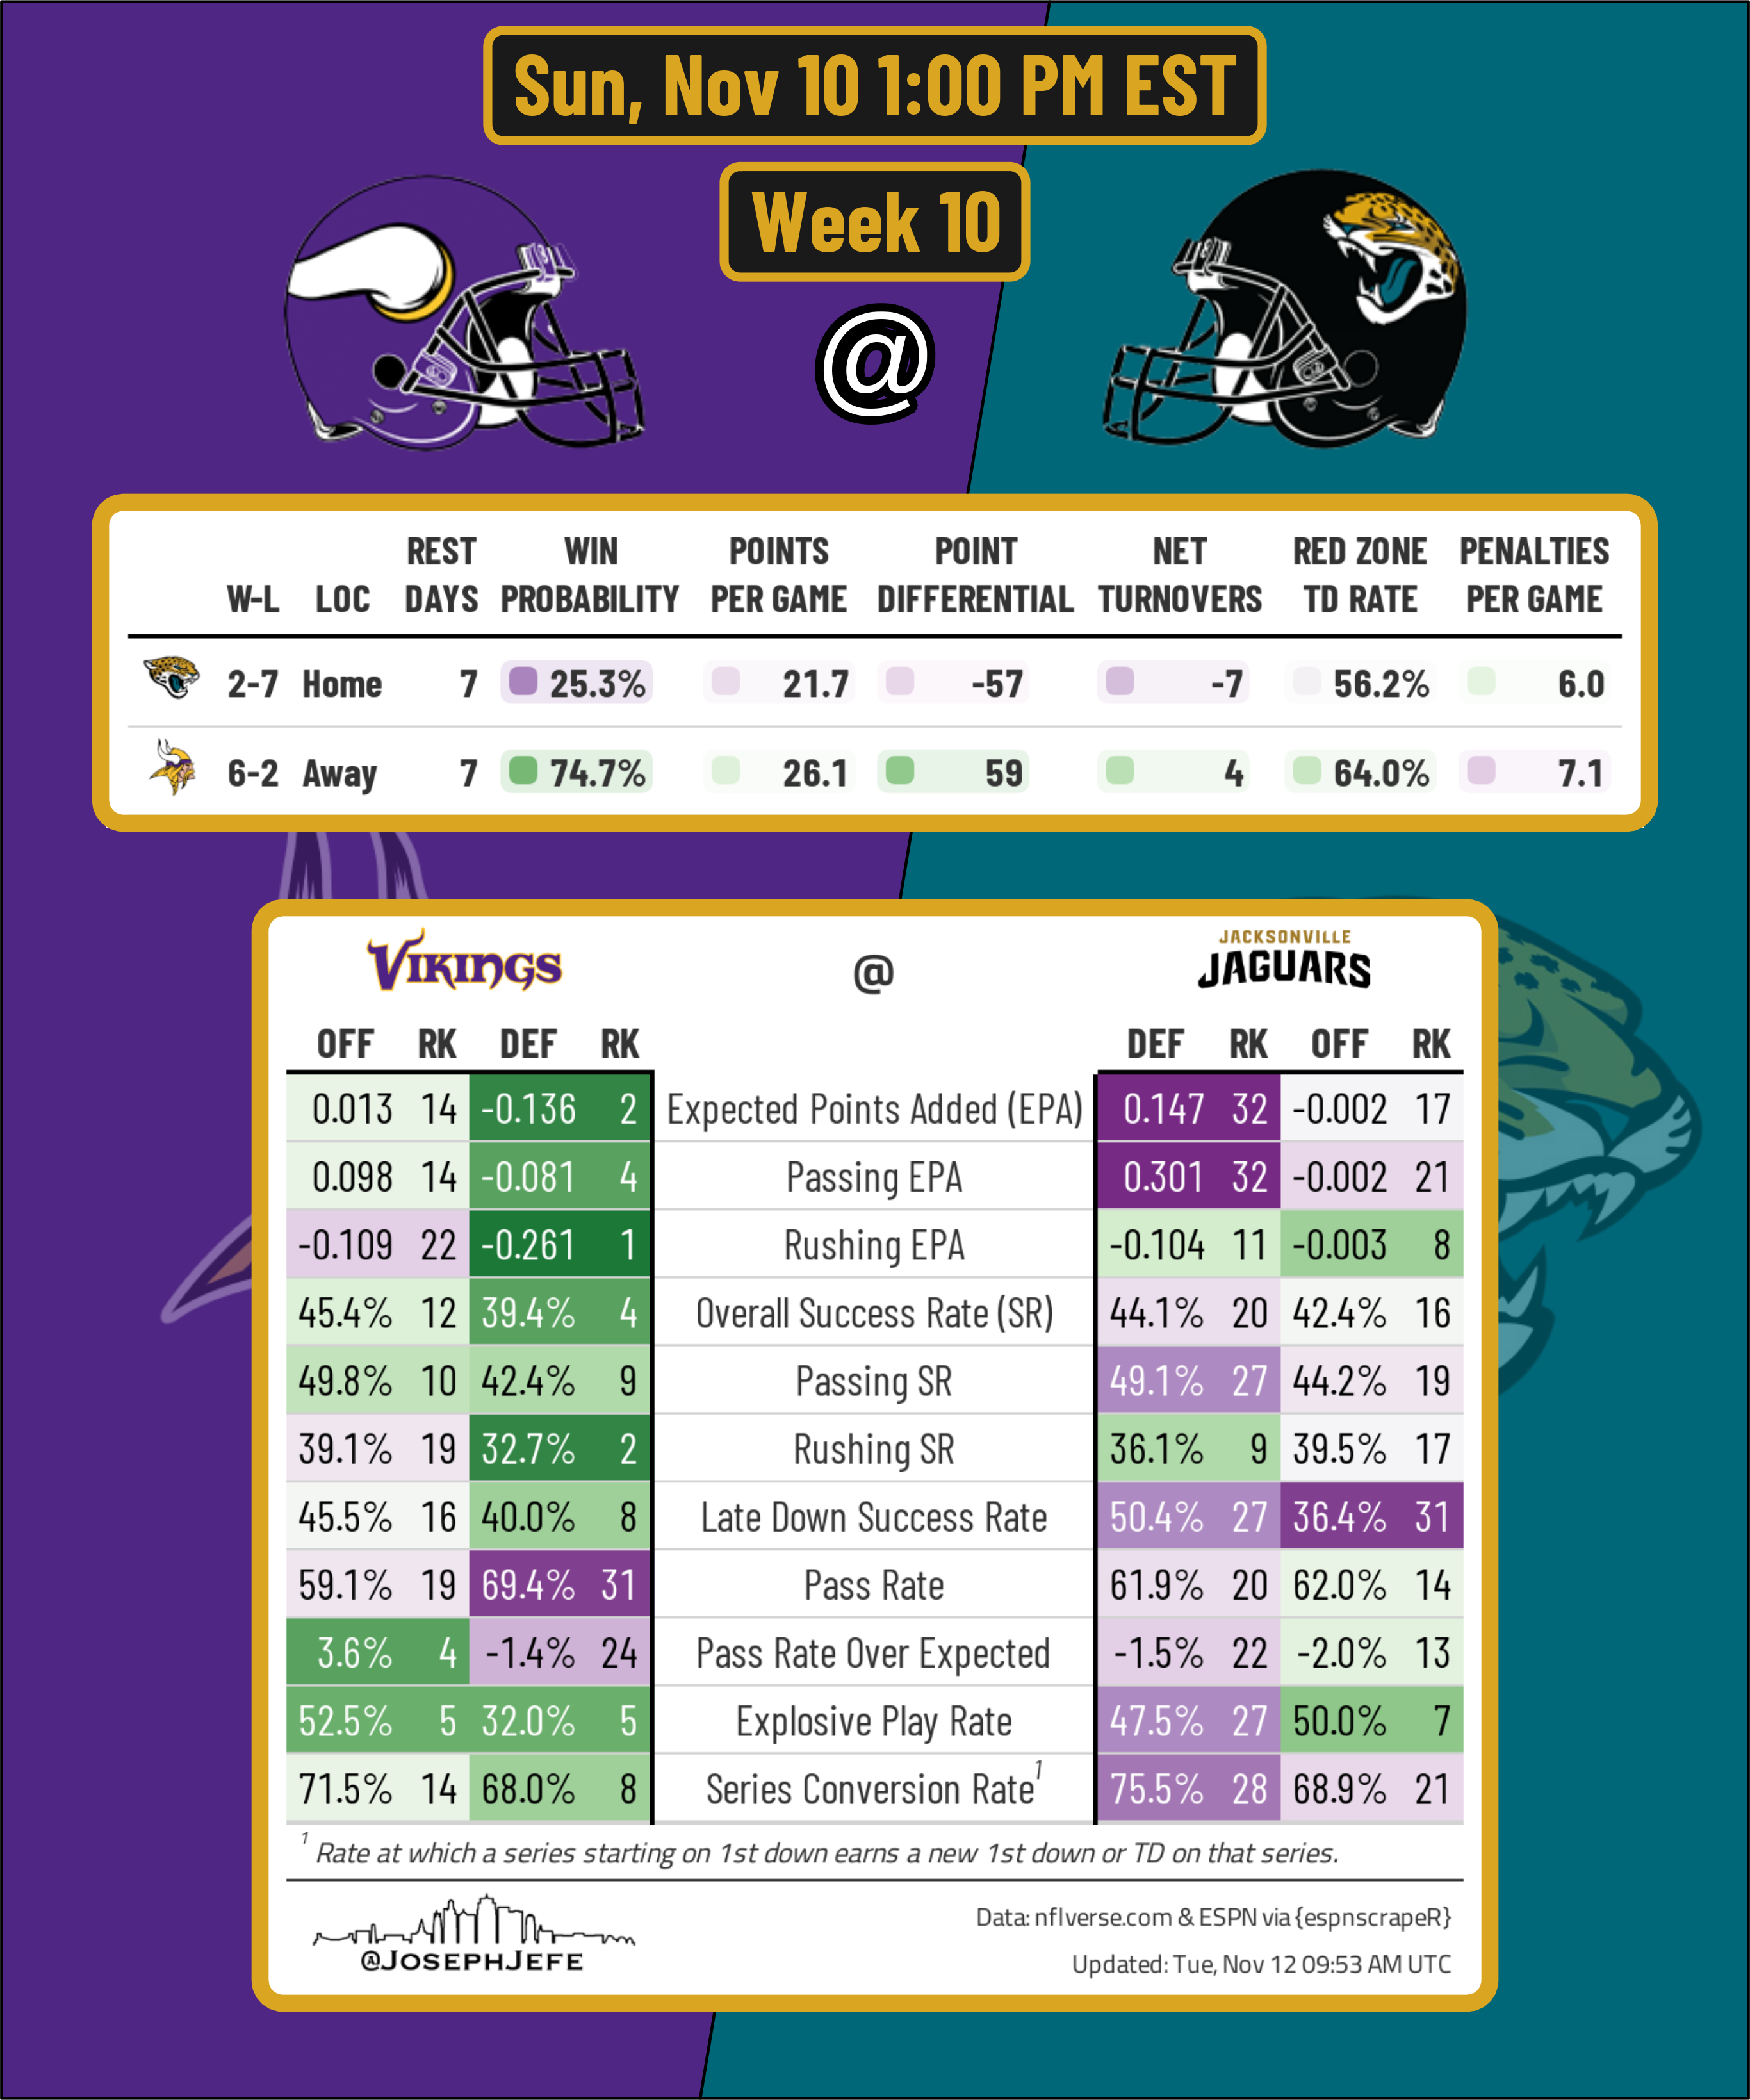 Sun, Nov 10 1:00 PM EST
Week 10
@
W-L LOC REST DAYS WIN PROBABILITY POINTS PER GAME POINT DIFFERENTIAL NET TURNOVERS RED ZONE TD RATE PENALTIES PER GAME
2-7 Home 7 25.3% 21.7 -57 -7 56.2% 6.0
6-2 Away 7 74.7% 26.1 59 4 64.0% 7.1
VIKINGS @ JACKSONVILLE JAGUARS
OFF RK DEF RK DEF RK OFF RK
0.013 14 -0.136 2 Expected Points Added (EPA) 0.147 32 -0.002 17
0.098 14 -0.081 4 Passing EPA 0.301 32 -0.002 21
-0.109 22 -0.261 1 Rushing EPA -0.104 11 -0.003 8
45.4% 12 39.4% 4 Overall Success Rate (SR) 44.1% 20 42.4% 16
49.8% 10 42.4% 9 Passing SR 49.1% 27 44.2% 19
39.1% 19 32.7% 2 Rushing SR 36.1% 9 39.5% 17
45.5% 16 40.0% 8 Late Down Success Rate 50.4% 27 36.4% 31
59.1% 19 69.4% 31 Pass Rate 61.9% 20 62.0% 14
3.6% 4 -1.4% 24 Pass Rate Over Expected -1.5% 22 -2.0% 13
52.5% 5 32.0% 5 Explosive Play Rate 47.5% 27 50.0% 7
71.5% 14 68.0% 8 Series Conversion Rate1 75.5% 28 68.9% 21
1 Rate at which a series starting on 1st down earns a new 1st down or TD on that series.
@JOSEPHJEFE
Data: nflverse.com & ESPN via {espnscrapeR}
Updated: Tue, Nov 12 09:53 AM UTC